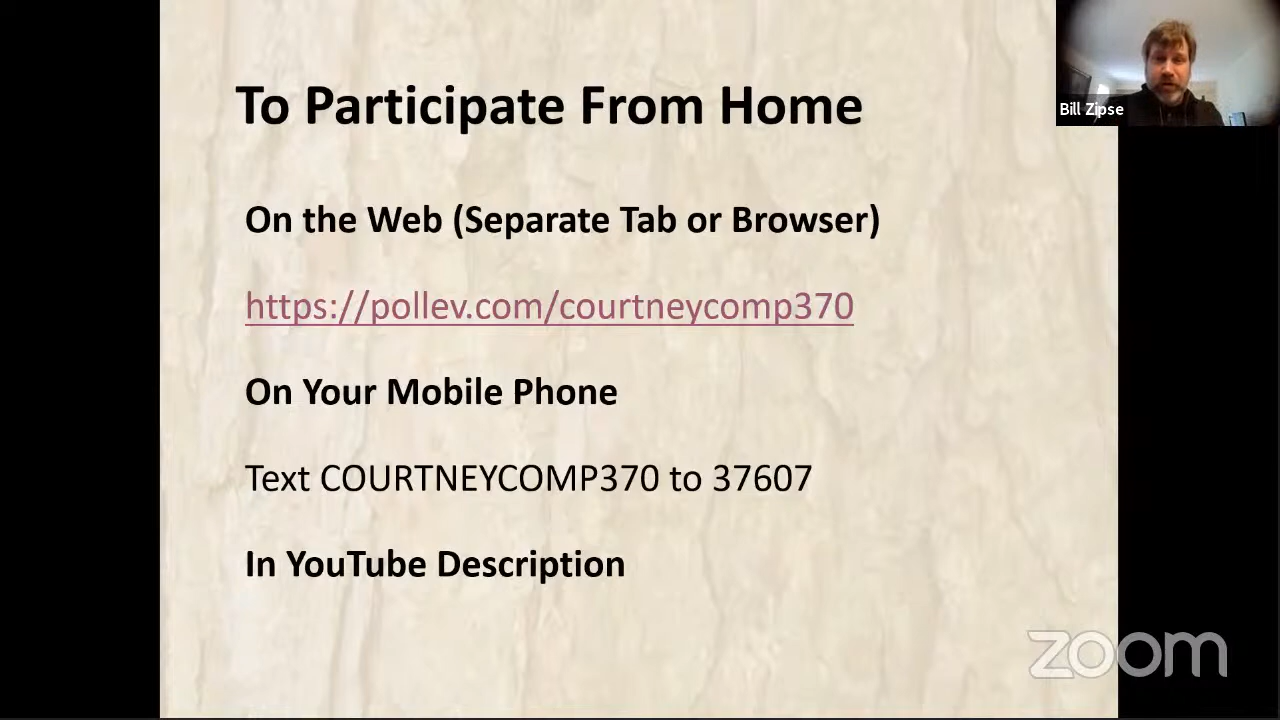 To Participate From Home
Bill Zipse
On the Web (Separate Tab or Browser)
https://pollev.com/courtneycomp370
On Your Mobile Phone
Text COURTNEYCOMP370 to 37607
In YouTube Description
zoom